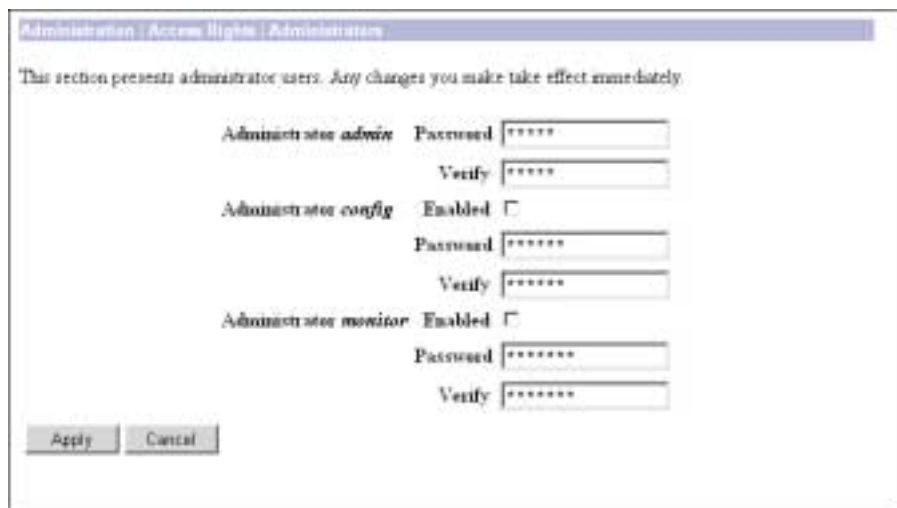 Administration | Access Rights | Administrators
This section presents administrator users. Any changes you make take effect immediately.
Administrator admin Password *****
Verify *****
Administrator config Enabled
Password ******
Verify ******
Administrator monitor Enabled
Password *******
Verify *******
Apply Cancel